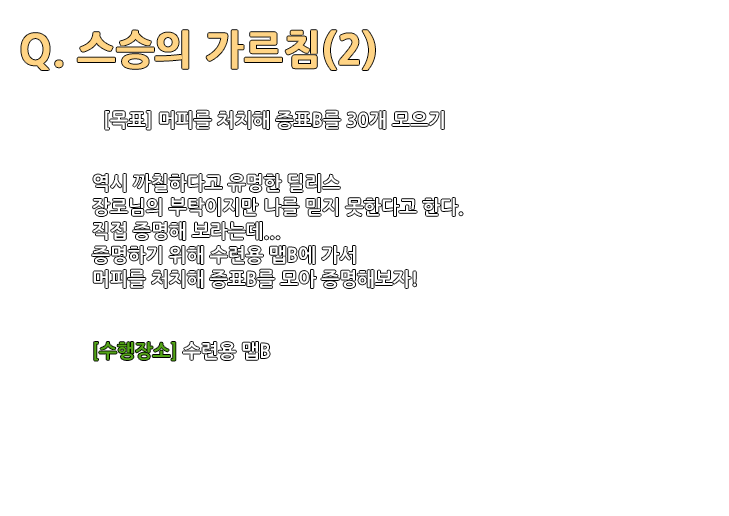 Q. 스승의 가르침(2)
[목표] 머피를 처치해 증표B를 30개 모으기
역시 까칠하다고 유명한 딜리스
장로님의 부탁이지만 나를 믿지 못한다고 한다.
직접 증명해 보라는데...
증명하기 위해 수련용 맵B에 가서
머피를 처치해 증표B를 모아 증명해보자!
[수행장소] 수련용 맵B